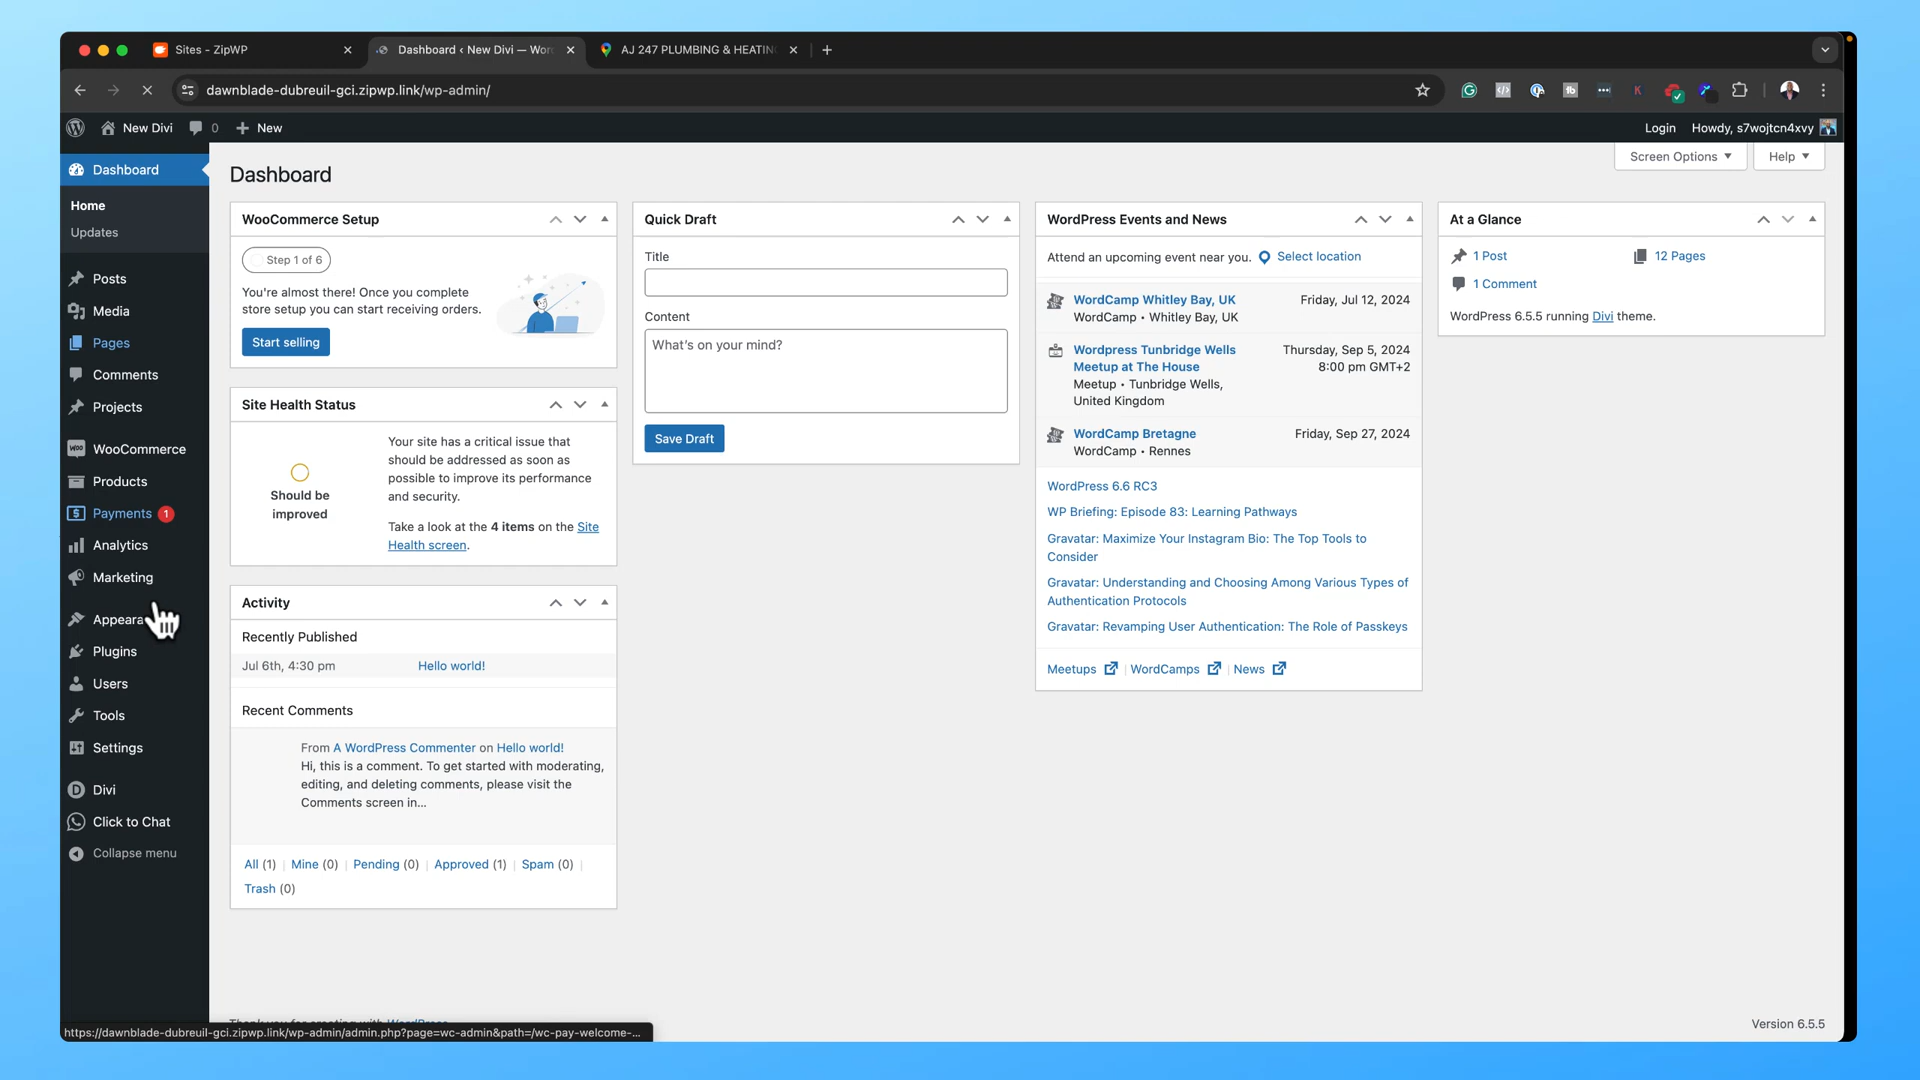 Sites - ZipWP
Dashboard ‹ New Divi — Wor
AJ 247 PLUMBING & HEATIN
dawnblade-dubreuil-gci.zipwp.link/wp-admin/
New Divi
0
New
Login
Howdy, s7wojtcn4xvy
Dashboard
Home
Updates
Posts
Media
Pages
Comments
Projects
WooCommerce
Products
Payments 1
Analytics
Marketing
Appeara
Plugins
Users
Tools
Settings
Divi
Click to Chat
Collapse menu
Screen Options
Help
Dashboard
WooCommerce Setup
Step 1 of 6
You're almost there! Once you complete
store setup you can start receiving orders.
Start selling
Site Health Status
Should be
improved
Your site has a critical issue that
should be addressed as soon as
possible to improve its performance
and security.
Take a look at the 4 items on the Site
Health screen.
Activity
Recently Published
Jul 6th, 4:30 pm Hello world!
Recent Comments
From A WordPress Commenter on Hello world!
Hi, this is a comment. To get started with moderating,
editing, and deleting comments, please visit the
Comments screen in…
All (1) | Mine (0) | Pending (0) | Approved (1) | Spam (0) |
Trash (0)
Quick Draft
Title
Content
What's on your mind?
Save Draft
WordPress Events and News
Attend an upcoming event near you. Select location
WordCamp Whitley Bay, UK Friday, Jul 12, 2024
WordCamp • Whitley Bay, UK
Wordpress Tunbridge Wells Thursday, Sep 5, 2024
Meetup at The House 8:00 pm GMT+2
Meetup • Tunbridge Wells,
United Kingdom
WordCamp Bretagne Friday, Sep 27, 2024
WordCamp • Rennes
WordPress 6.6 RC3
WP Briefing: Episode 83: Learning Pathways
Gravatar: Maximize Your Instagram Bio: The Top Tools to
Consider
Gravatar: Understanding and Choosing Among Various Types of
Authentication Protocols
Gravatar: Revamping User Authentication: The Role of Passkeys
Meetups | WordCamps | News
At a Glance
1 Post 12 Pages
1 Comment
WordPress 6.5.5 running Divi theme.
https://dawnblade-dubreuil-gci.zipwp.link/wp-admin/admin.php?page=wc-admin&path=/wc-pay-welcome-...
Version 6.5.5